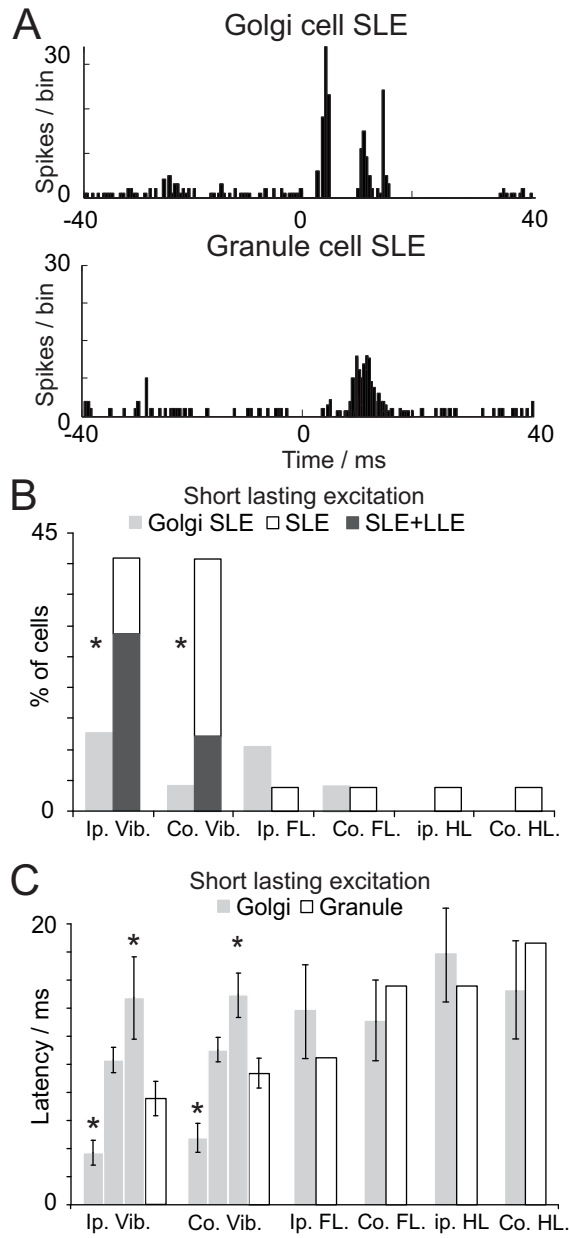 A
Golgi cell SLE
30
Spikes / bin
0
-40 0 40
Granule cell SLE
30
Spikes / bin
0
-40 0 40
Time / ms
B
Short lasting excitation
Golgi SLE SLE SLE+LLE
45
% of cells
* *
0
Ip. Vib. Co. Vib. Ip. FL. Co. FL. ip. HL Co. HL.
C
Short lasting excitation
Golgi Granule
20
Latency / ms
* *
* *
0
Ip. Vib. Co. Vib. Ip. FL. Co. FL. ip. HL Co. HL.